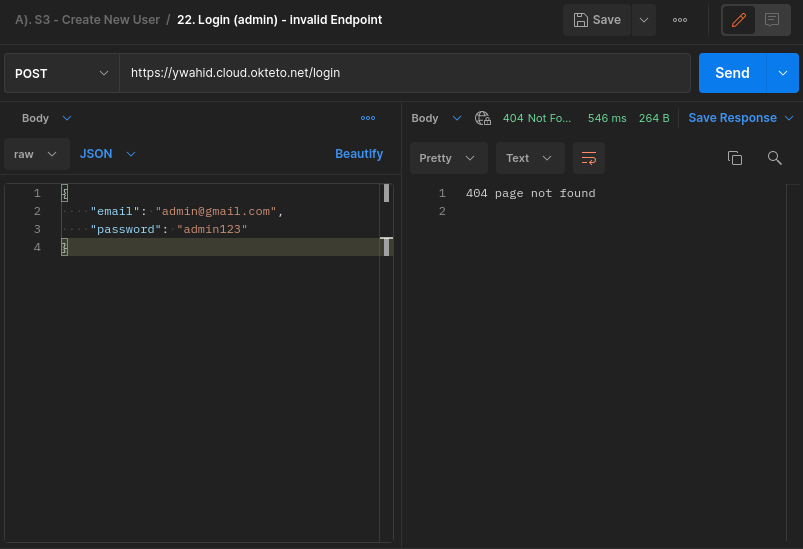 A). S3 - Create New User / 22. Login (admin) - invalid Endpoint
Save
POST
https://ywahid.cloud.okteto.net/login
Send
Body
raw
JSON
Beautify
1 {
2 "email": "admin@gmail.com",
3 "password": "admin123"
4 }
Body
404 Not Fo...
546 ms
264 B
Save Response
Pretty
Text
1 404 page not found
2